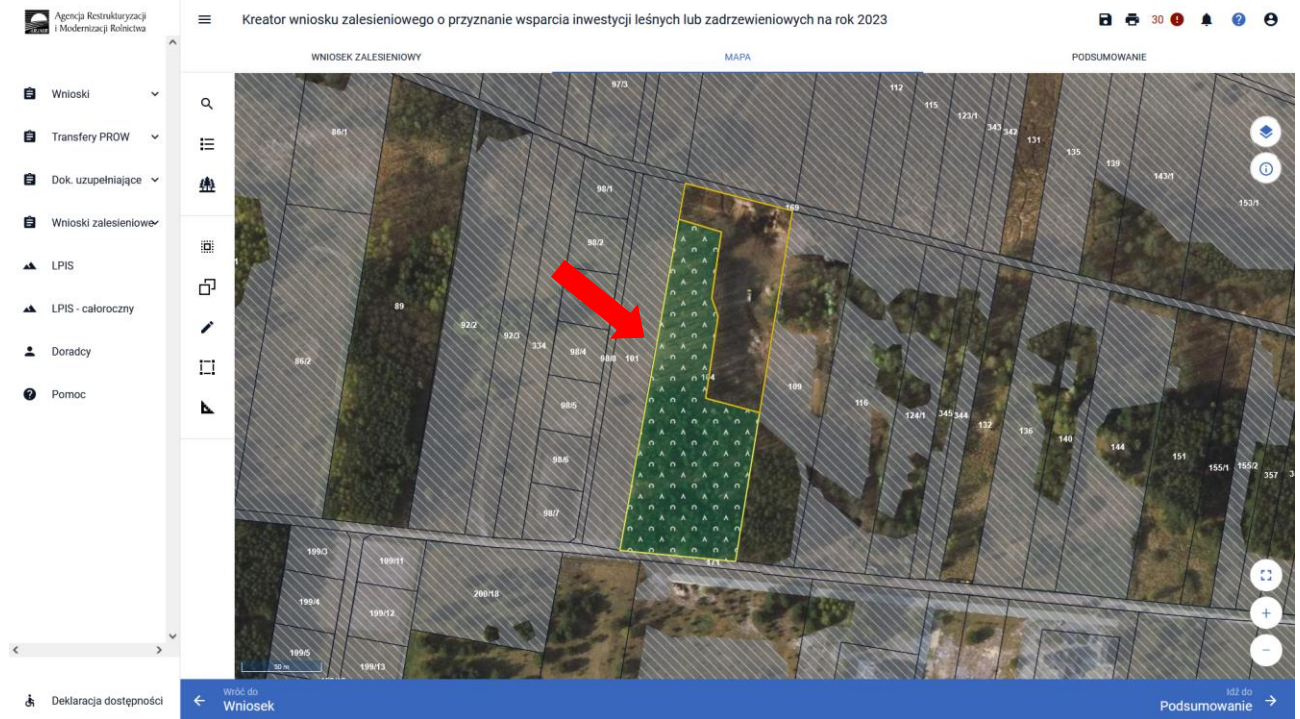 Agencja Restrukturyzacji
i Modernizacji Rolnictwa
Kreator wniosku zalesieniowego o przyznanie wsparcia inwestycji leśnych lub zadrzewieniowych na rok 2023
30
WNIOSEK ZALESIENIOWY
MAPA
PODSUMOWANIE
Wnioski
Transfery PROW
Dok. uzupełniające
Wnioski zalesieniowe
LPIS
LPIS - całoroczny
Doradcy
Pomoc
97/3
112
115
123/1
343
342
131
86/1
135
139
143/1
98/1
153/1
169
98/2
89
92/2
92/3
334
98/4
98/8
101
86/2
104
109
98/5
116
124/1
345
344
132
136
140
144
151
155/1
155/2
357
98/6
98/7
199/3
199/11
200/18
199/4
199/12
199/5
199/13
50 m
Deklaracja dostępności
Wróć do
Wniosek
Idź do
Podsumowanie